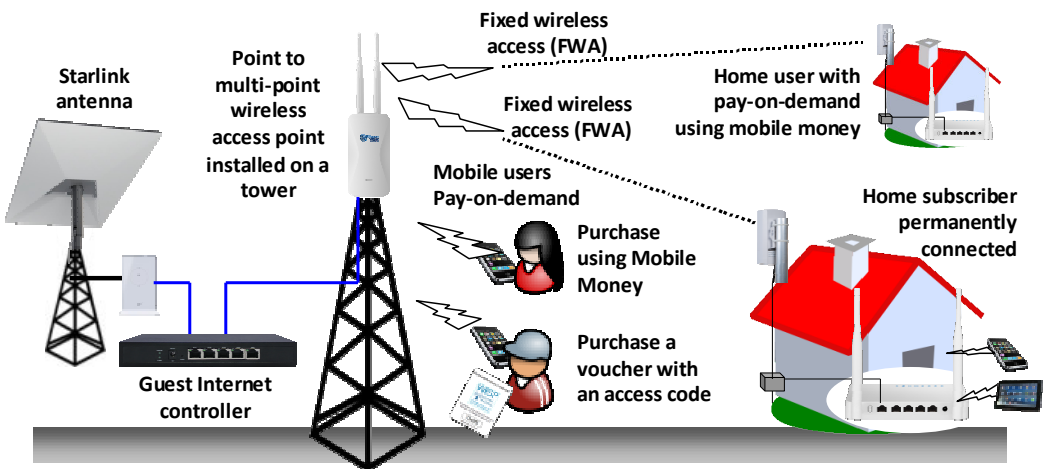 Starlink
antenna
Point to
multi-point
wireless
access point
installed on a
tower
Fixed wireless
access (FWA)
Fixed wireless
access (FWA)
Home user with
pay-on-demand
using mobile money
Mobile users
Pay-on-demand
Purchase
using Mobile
Money
Purchase a
voucher with
an access code
Home subscriber
permanently
connected
Guest Internet
controller